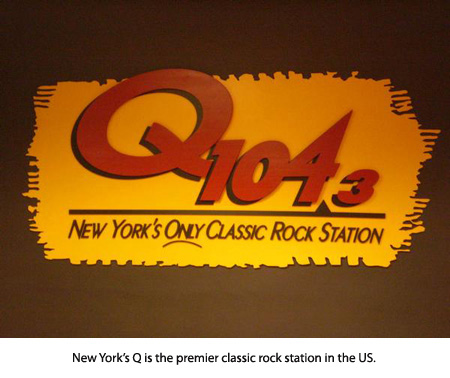 Q104.3
NEW YORK'S ONLY CLASSIC ROCK STATION
New York's Q is the premier classic rock station in the US.